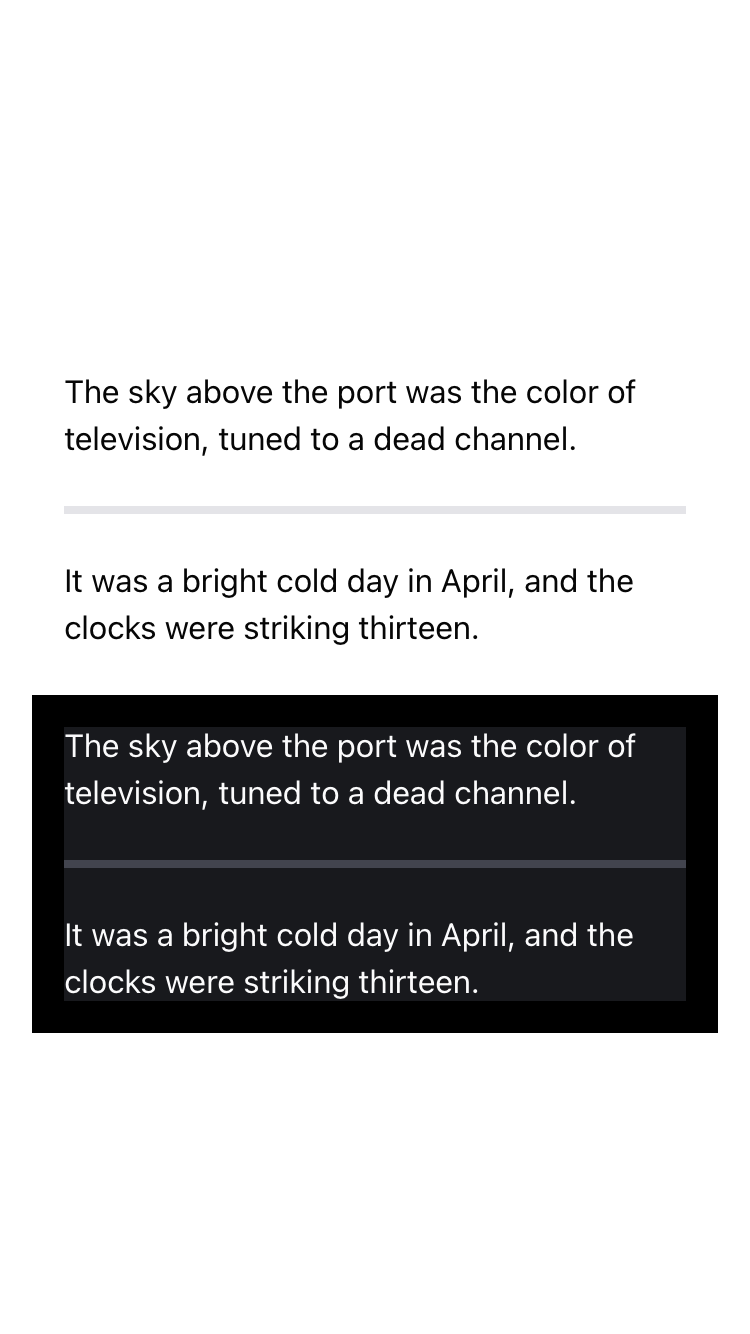 The sky above the port was the color of
television, tuned to a dead channel.
It was a bright cold day in April, and the
clocks were striking thirteen.
The sky above the port was the color of
television, tuned to a dead channel.
It was a bright cold day in April, and the
clocks were striking thirteen.